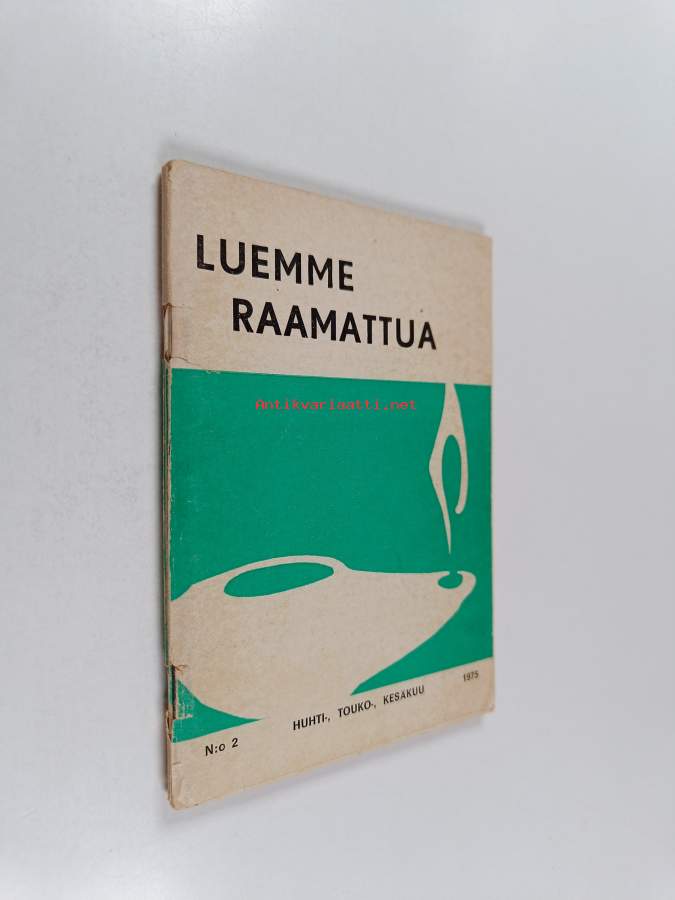 LUEMME
RAAMATTUA
Antikvariaatti.net
N:o 2
HUHTI-, TOUKO-, KESÄKUU
1975